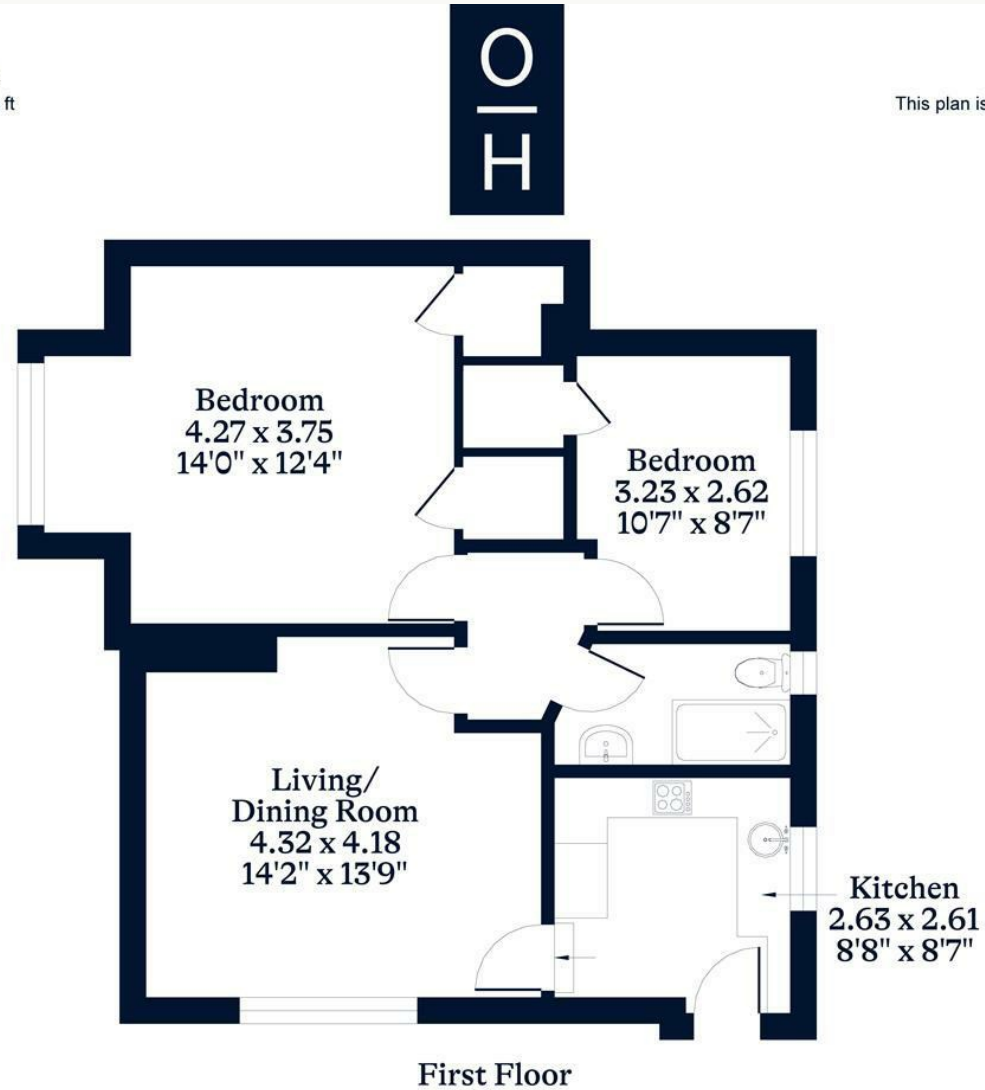 ft
This plan is
O
H
Bedroom
4.27 x 3.75
14'0" x 12'4"
Bedroom
3.23 x 2.62
10'7" x 8'7"
Living/
Dining Room
4.32 x 4.18
14'2" x 13'9"
Kitchen
2.63 x 2.61
8'8" x 8'7"
First Floor